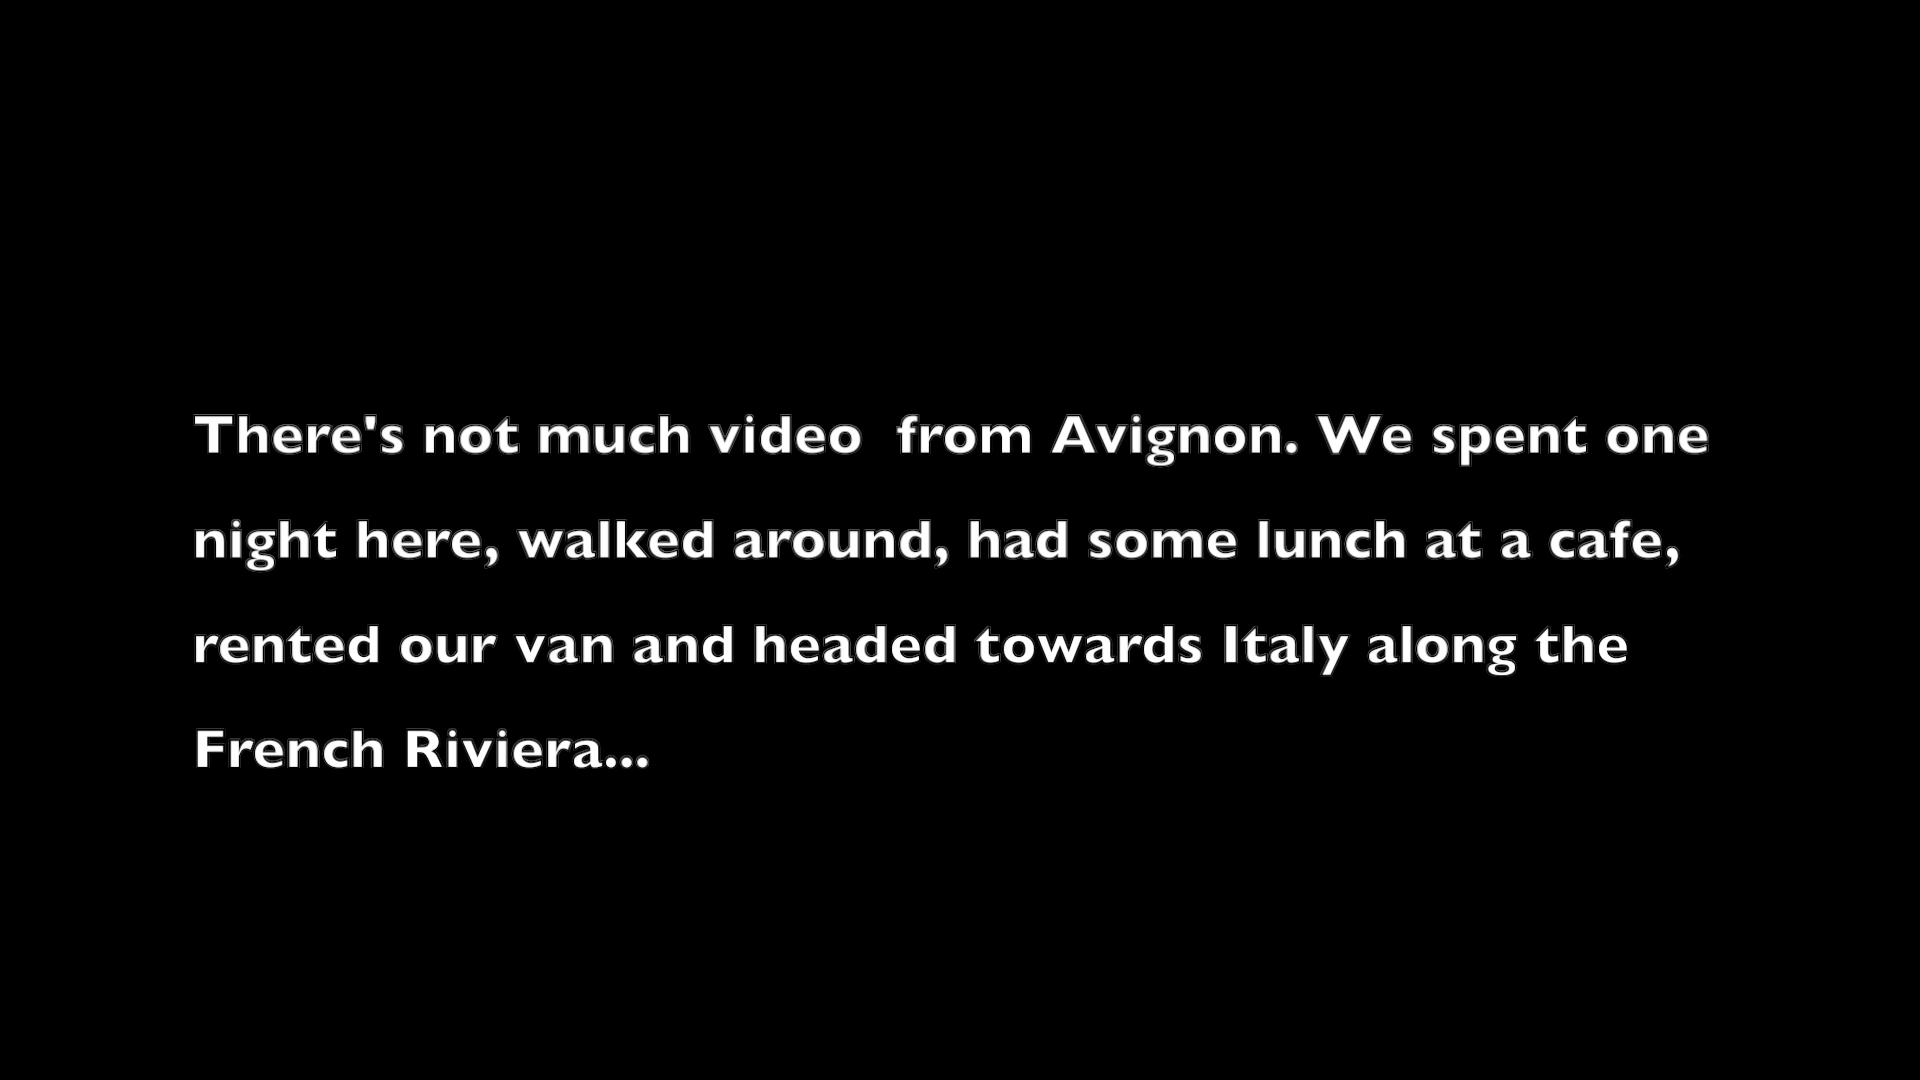 There's not much video  from Avignon. We spent one
night here, walked around, had some lunch at a cafe,
rented our van and headed towards Italy along the
French Riviera...